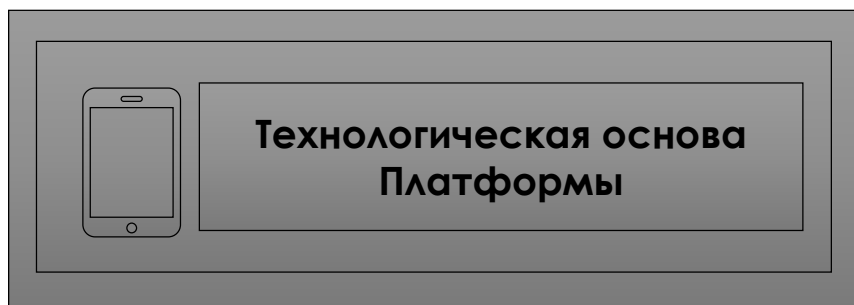 Технологическая основа
Платформы